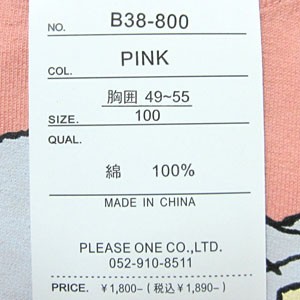 NO. B38-800
COL. PINK
胸囲 49~55
SIZE. 100
QUAL.
綿 100%
MADE IN CHINA
PLEASE ONE CO.,LTD.
052-910-8511
PRICE. ¥1,800-(税込¥1,890-)